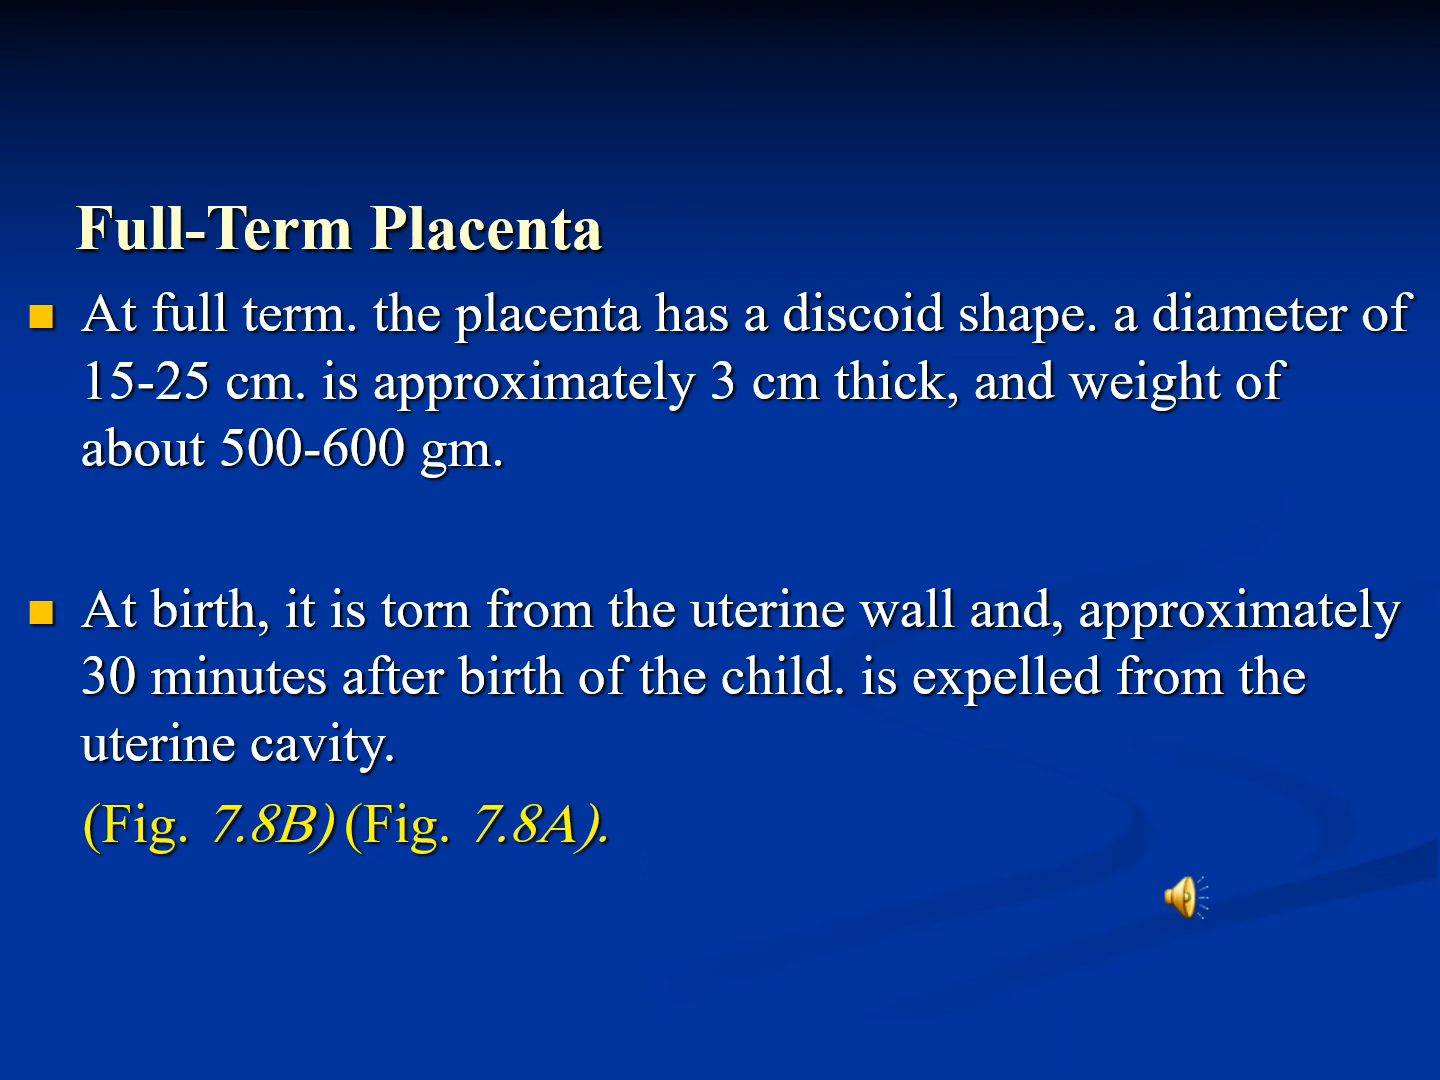 Full-Term Placenta
At full term. the placenta has a discoid shape. a diameter of
15-25 cm. is approximately 3 cm thick, and weight of
about 500-600 gm.
At birth, it is torn from the uterine wall and, approximately
30 minutes after birth of the child. is expelled from the
uterine cavity.
(Fig. 7.8B) (Fig. 7.8A).